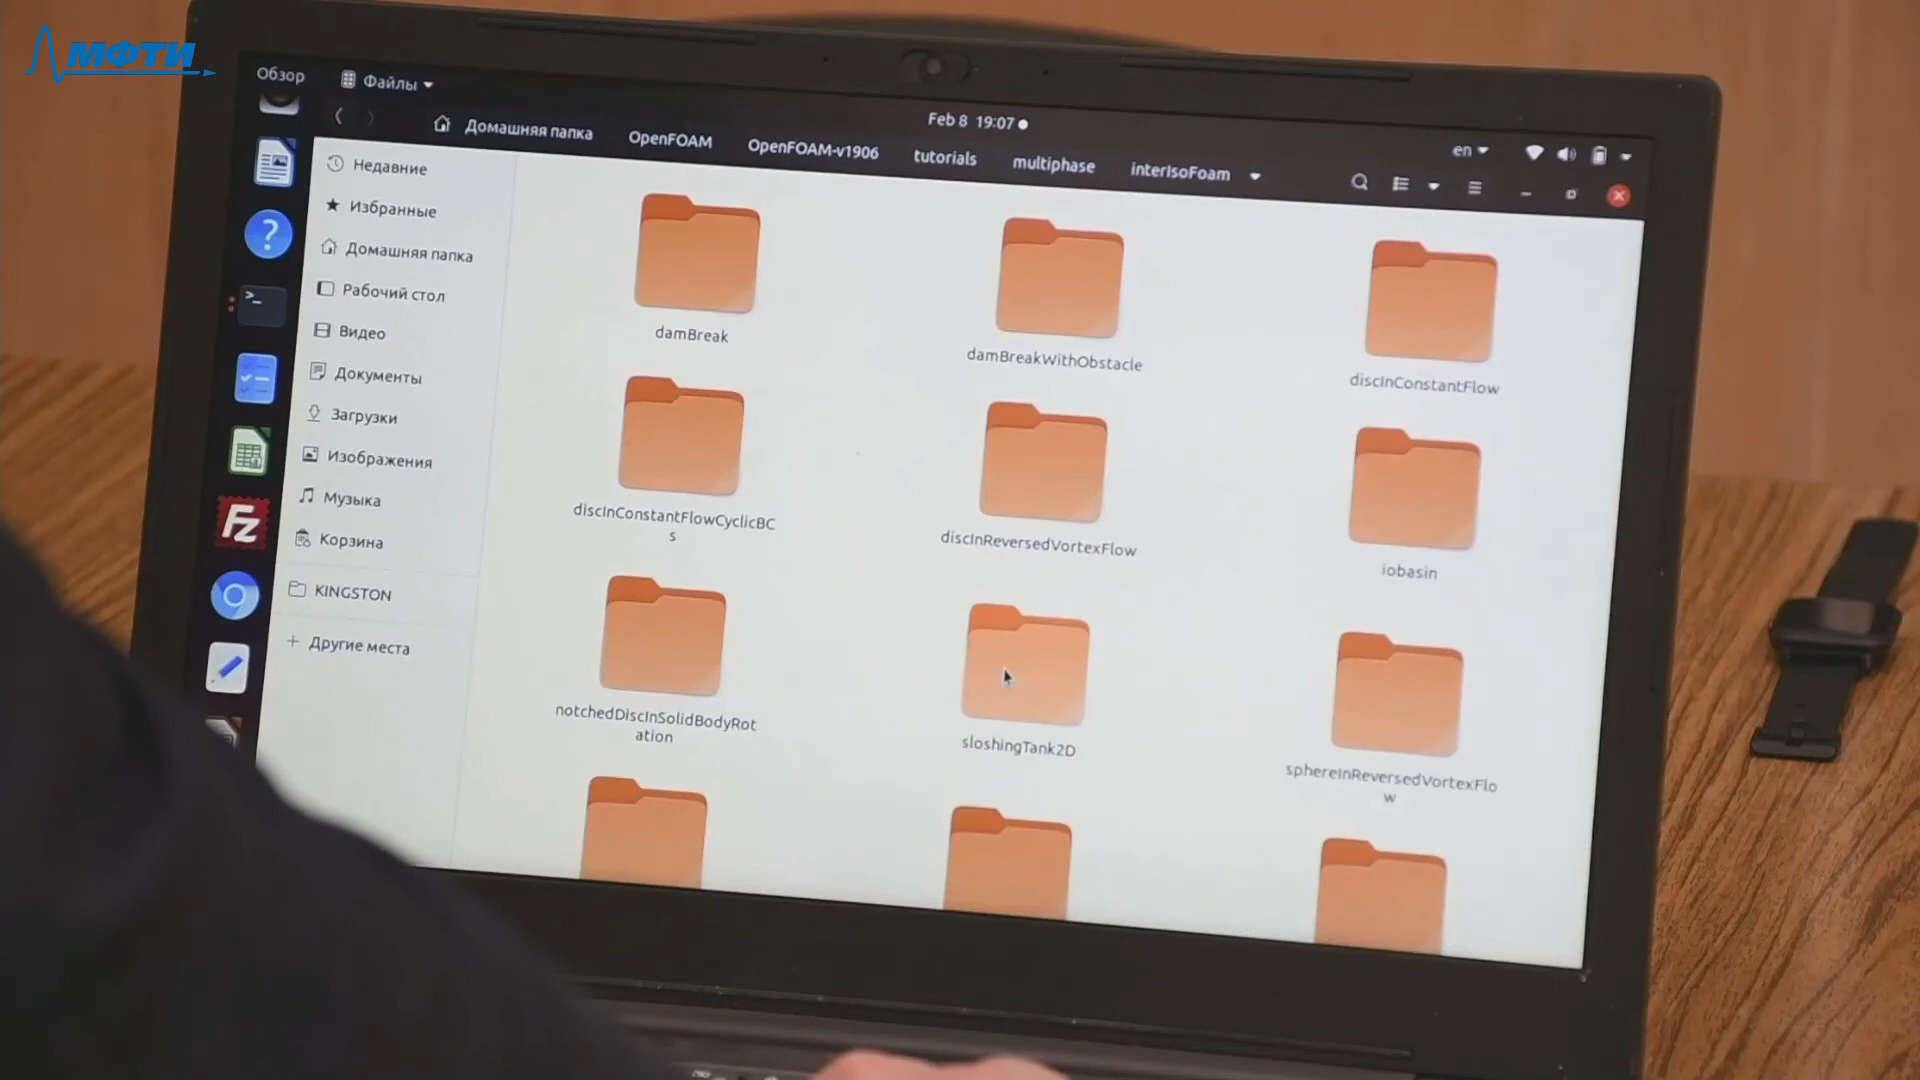 МФТИ
Обзор
Файлы
Feb 8 19:07
en
Домашняя папка
OpenFOAM
OpenFOAM-v1906
tutorials
multiphase
interIsoFoam
Недавние
Избранные
Домашняя папка
Рабочий стол
Видео
Документы
Загрузки
Изображения
Музыка
Корзина
KINGSTON
Другие места
damBreak
damBreakWithObstacle
discInConstantFlow
discInConstantFlowCyclicBC
s
discInReversedVortexFlow
iobasin
notchedDiscInSolidBodyRot
ation
sloshingTank2D
sphereInReversedVortexFlo
w
Fz